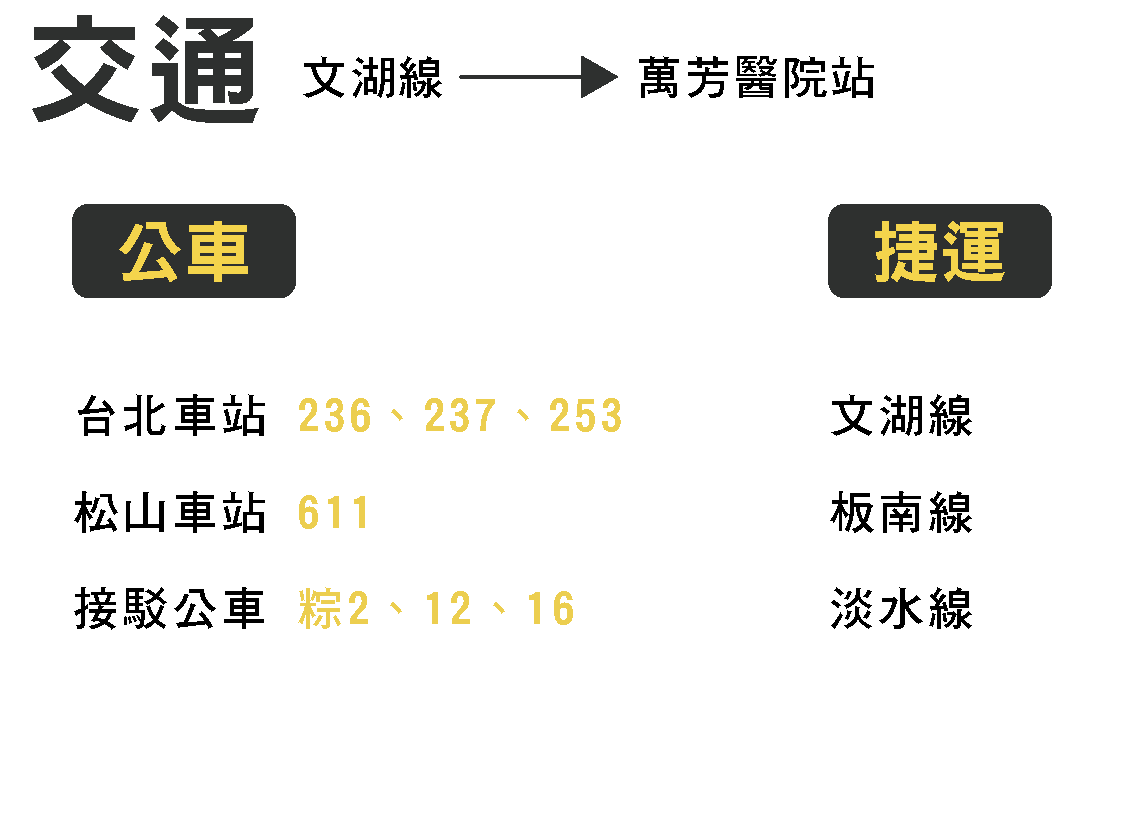 交通 文湖線 → 萬芳醫院站
公車 捷運
台北車站 236、237、253 文湖線
松山車站 611 板南線
接駁公車 粽2、12、16 淡水線